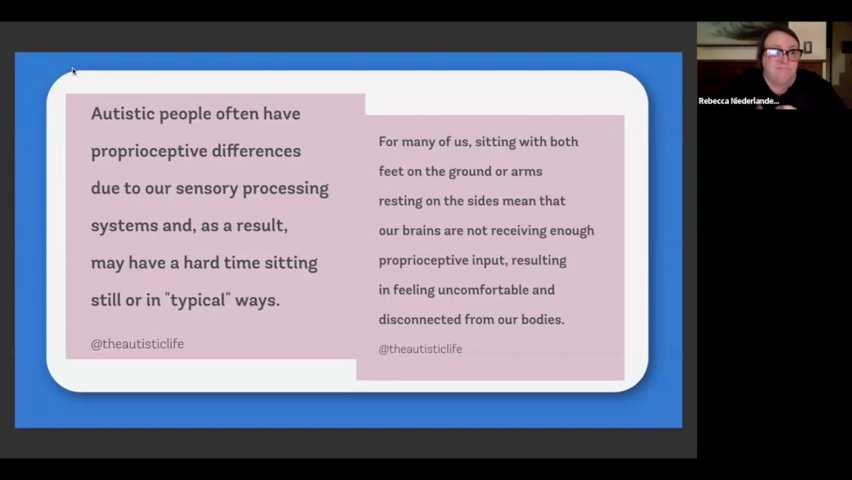 Autistic people often have
proprioceptive differences
due to our sensory processing
systems and, as a result,
may have a hard time sitting
still or in "typical" ways.
@theautisticlife
For many of us, sitting with both
feet on the ground or arms
resting on the sides mean that
our brains are not receiving enough
proprioceptive input, resulting
in feeling uncomfortable and
disconnected from our bodies.
@theautisticlife
Rebecca Niederlande...